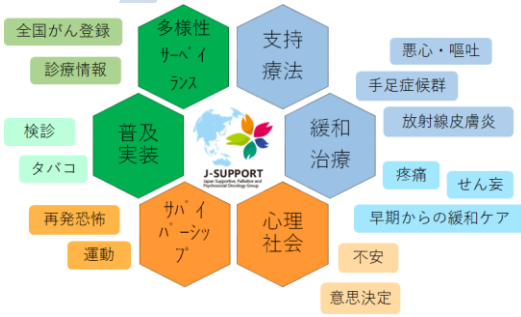 全国がん登録
診療情報
多様性
サーベイ
ランス
支持
療法
悪心・嘔吐
手足症候群
放射線皮膚炎
検診
タバコ
普及
実装
J-SUPPORT
Japan Supportive, Palliative and
Psychosocial Oncology Group
緩和
治療
疼痛
せん妄
早期からの緩和ケア
再発恐怖
運動
サバイ
バーシッ
プ
心理
社会
不安
意思決定